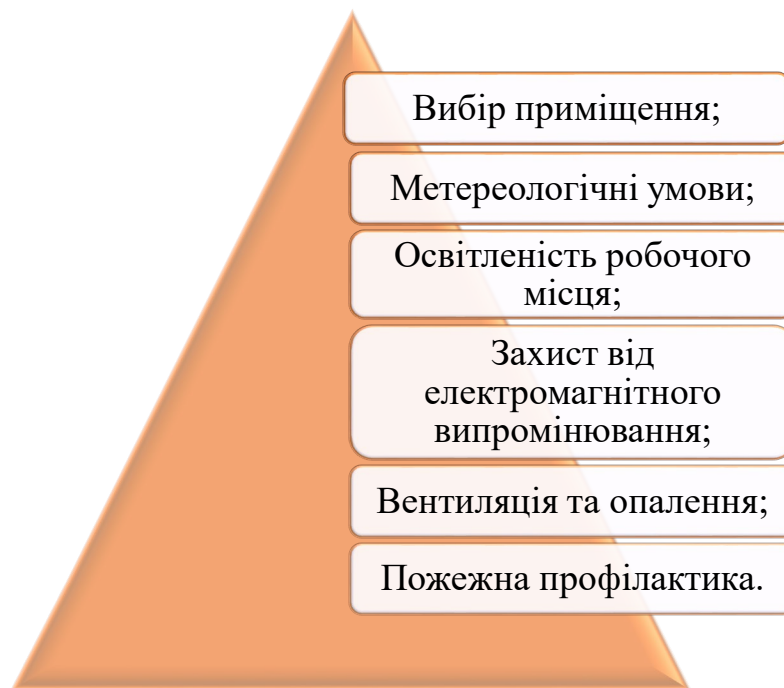 Вибір приміщення;
Метереологічні умови;
Освітленість робочого
місця;
Захист від
електромагнітного
випромінювання;
Вентиляція та опалення;
Пожежна профілактика.